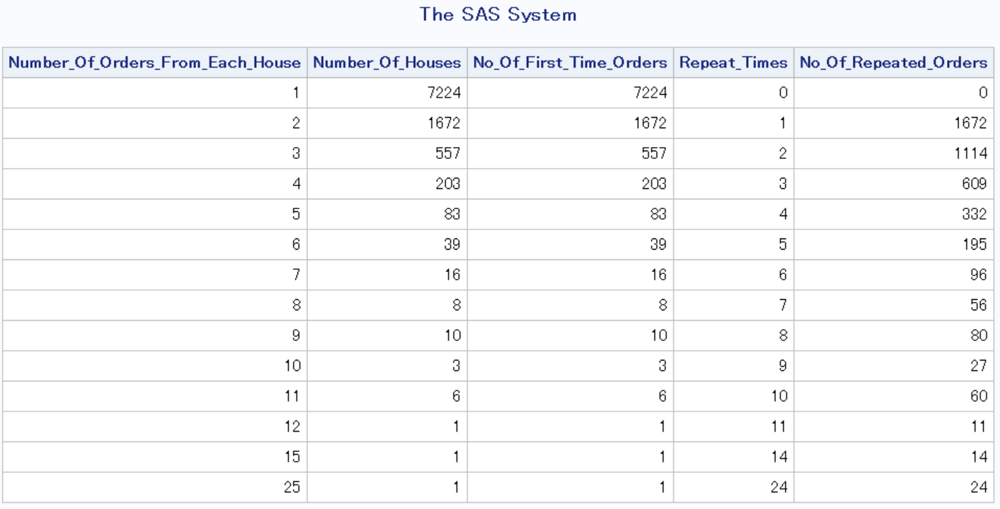 The SAS System
Number_Of_Orders_From_Each_House Number_Of_Houses No_Of_First_Time_Orders Repeat_Times No_Of_Repeated_Orders
1 7224 7224 0 0
2 1672 1672 1 1672
3 557 557 2 1114
4 203 203 3 609
5 83 83 4 332
6 39 39 5 195
7 16 16 6 96
8 8 8 7 56
9 10 10 8 80
10 3 3 9 27
11 6 6 10 60
12 1 1 11 11
15 1 1 14 14
25 1 1 24 24